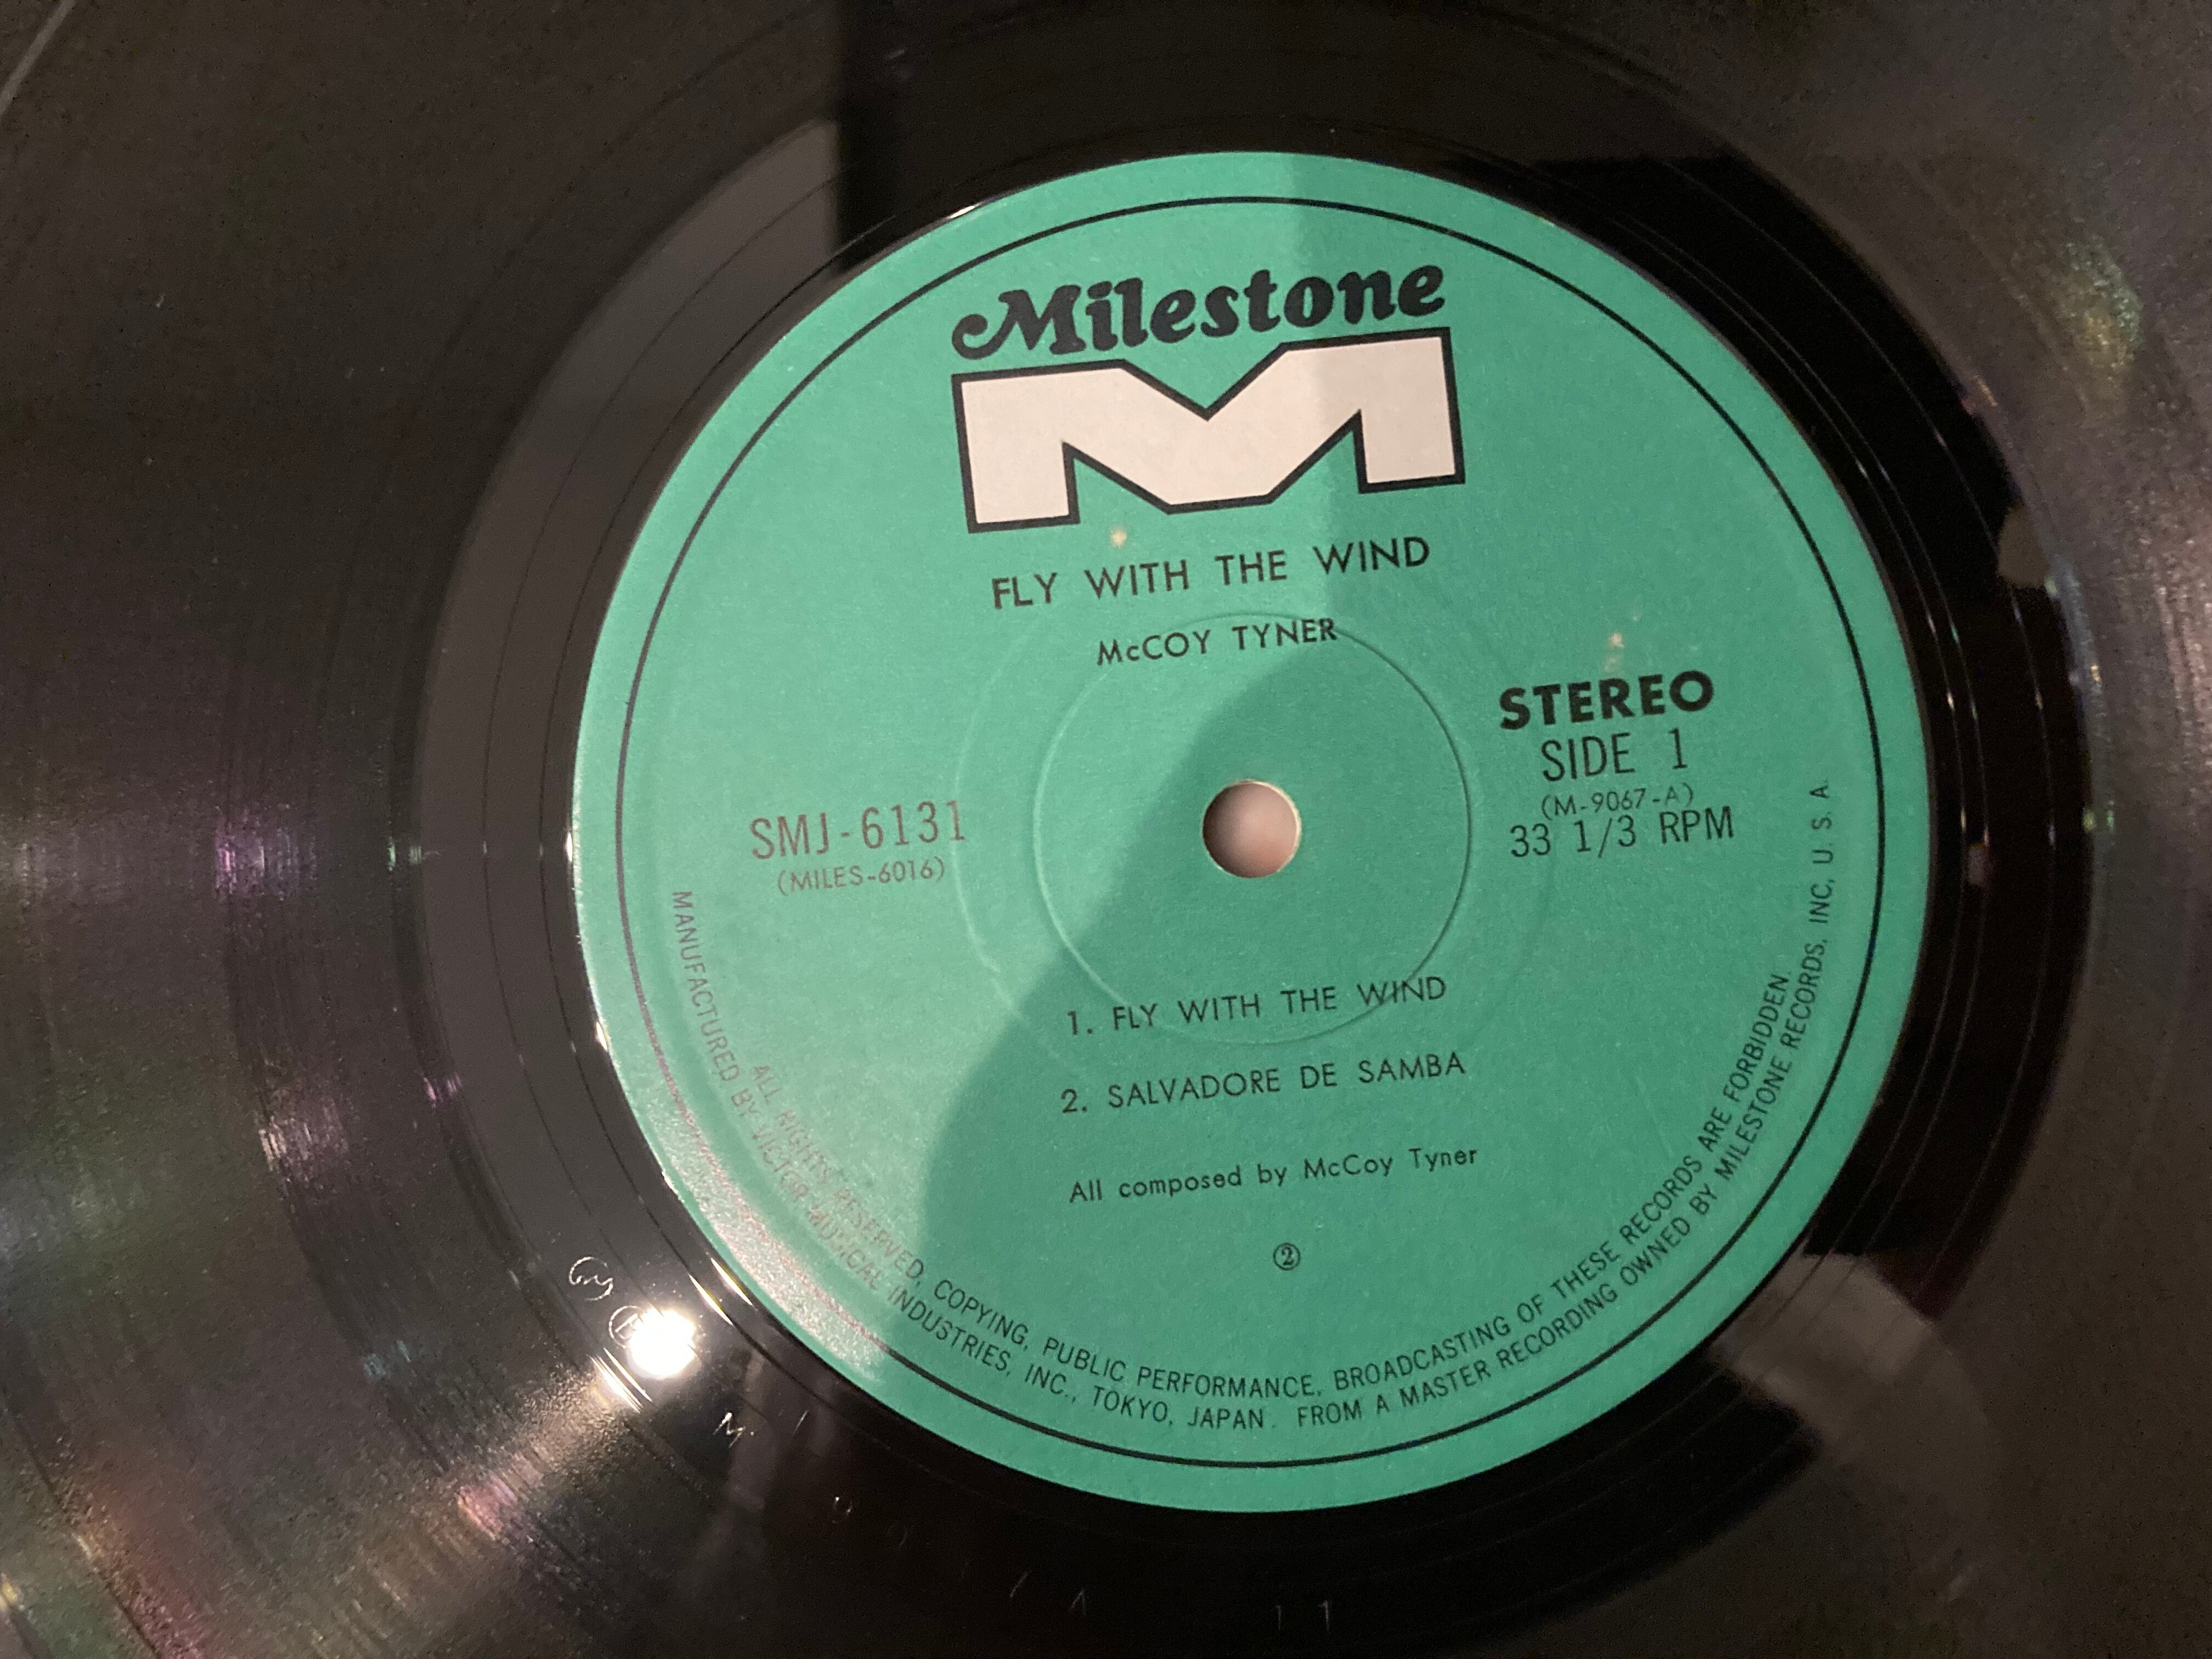 Milestone
M
FLY WITH THE WIND
McCOY TYNER
STEREO
SIDE 1
(M-9067-A)
33 1/3 RPM
SMJ-6131
(MILES-6016)
1. FLY WITH THE WIND
2. SALVADORE DE SAMBA
All composed by McCoy Tyner
②
ALL RIGHTS RESERVED, COPYING, PUBLIC PERFORMANCE, BROADCASTING OF THESE RECORDS ARE FORBIDDEN.
MANUFACTURED BY VICTOR MUSICAL INDUSTRIES, INC., TOKYO, JAPAN. FROM A MASTER RECORDING OWNED BY MILESTONE RECORDS, INC, U. S. A.